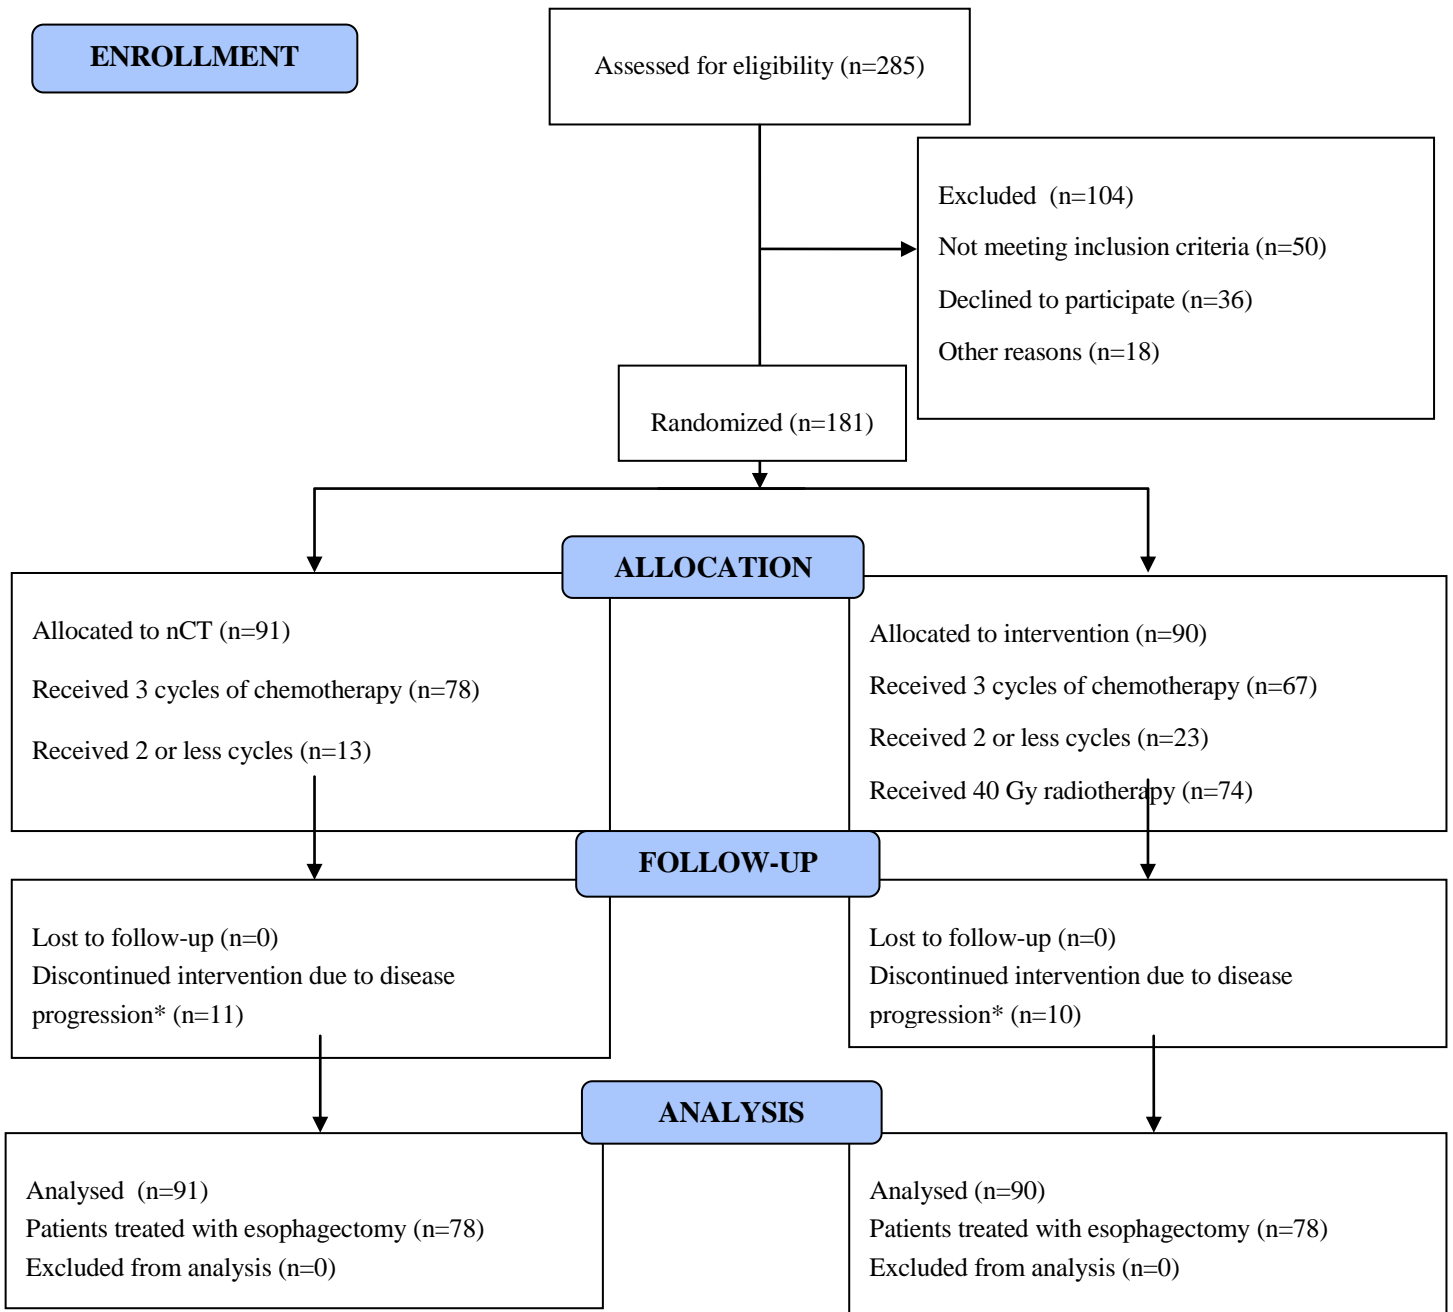 ENROLLMENT
Assessed for eligibility (n=285)
Excluded  (n=104)
Not meeting inclusion criteria (n=50)
Declined to participate (n=36)
Other reasons (n=18)
Randomized (n=181)
ALLOCATION
Allocated to nCT (n=91)
Received 3 cycles of chemotherapy (n=78)
Received 2 or less cycles (n=13)
Allocated to intervention (n=90)
Received 3 cycles of chemotherapy (n=67)
Received 2 or less cycles (n=23)
Received 40 Gy radiotherapy (n=74)
FOLLOW-UP
Lost to follow-up (n=0)
Discontinued intervention due to disease
progression* (n=11)
Lost to follow-up (n=0)
Discontinued intervention due to disease
progression* (n=10)
ANALYSIS
Analysed  (n=91)
Patients treated with esophagectomy (n=78)
Excluded from analysis (n=0)
Analysed (n=90)
Patients treated with esophagectomy (n=78)
Excluded from analysis (n=0)